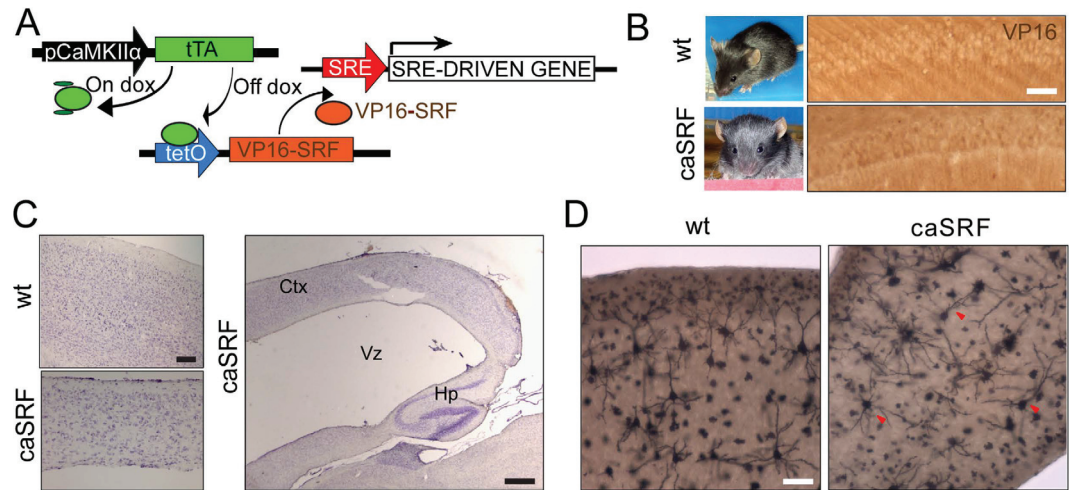 A
pCaMKIIα
tTA
On dox
Off dox
SRE
SRE-DRIVEN GENE
VP16-SRF
tetO
VP16-SRF
B
wt
VP16
caSRF
C
wt
caSRF
caSRF
Ctx
Vz
Hp
D
wt
caSRF